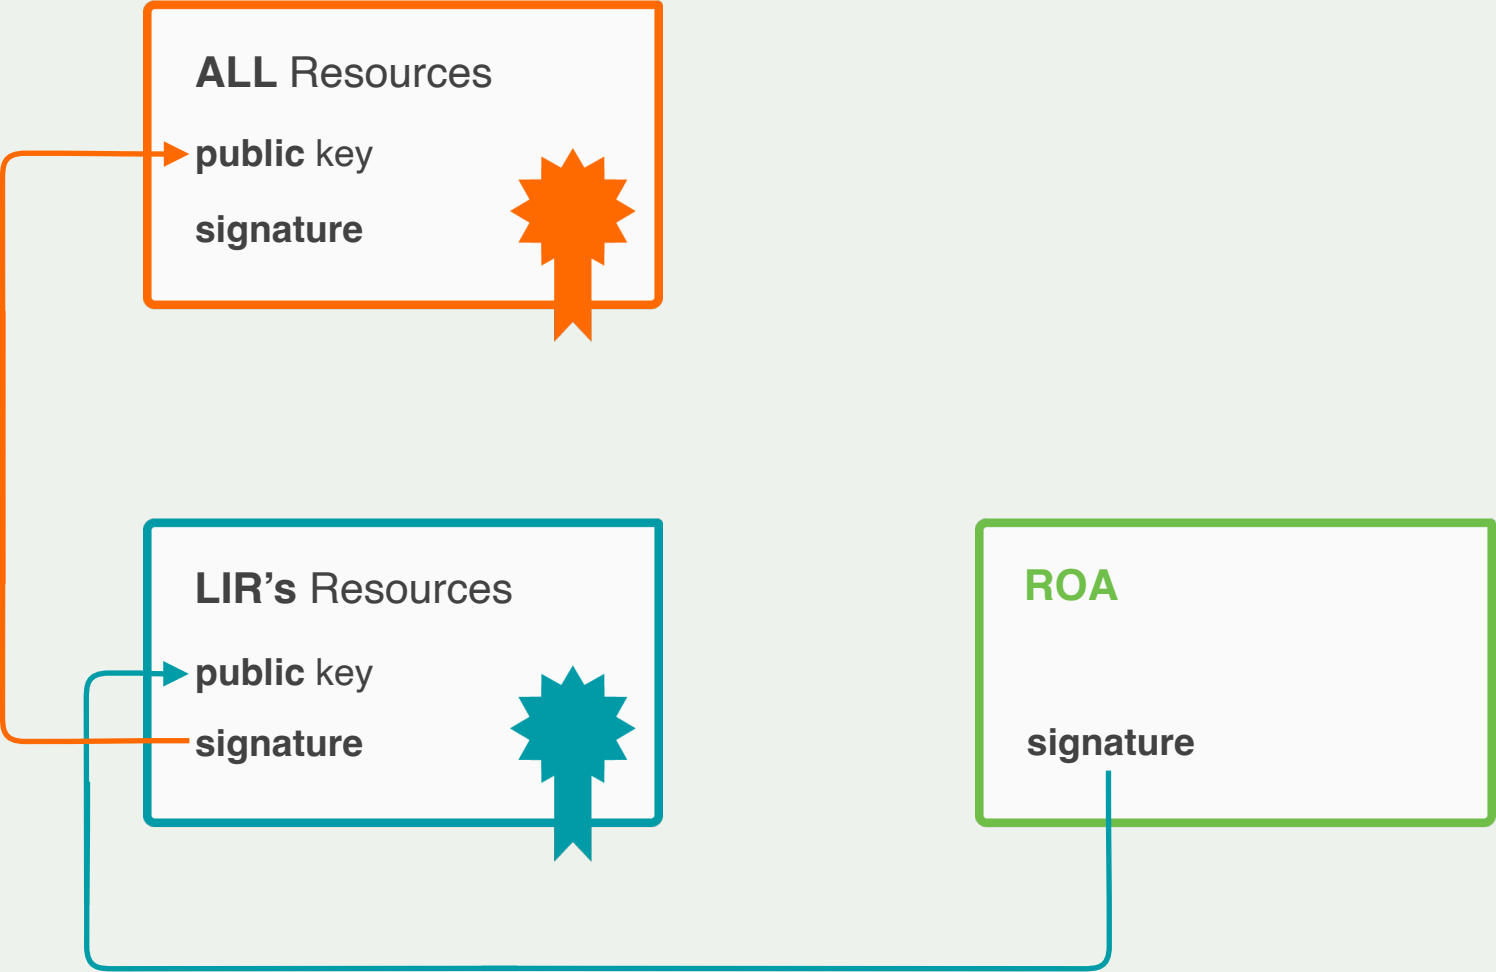 ALL Resources
public key
signature
LIR’s Resources
public key
signature
ROA
signature